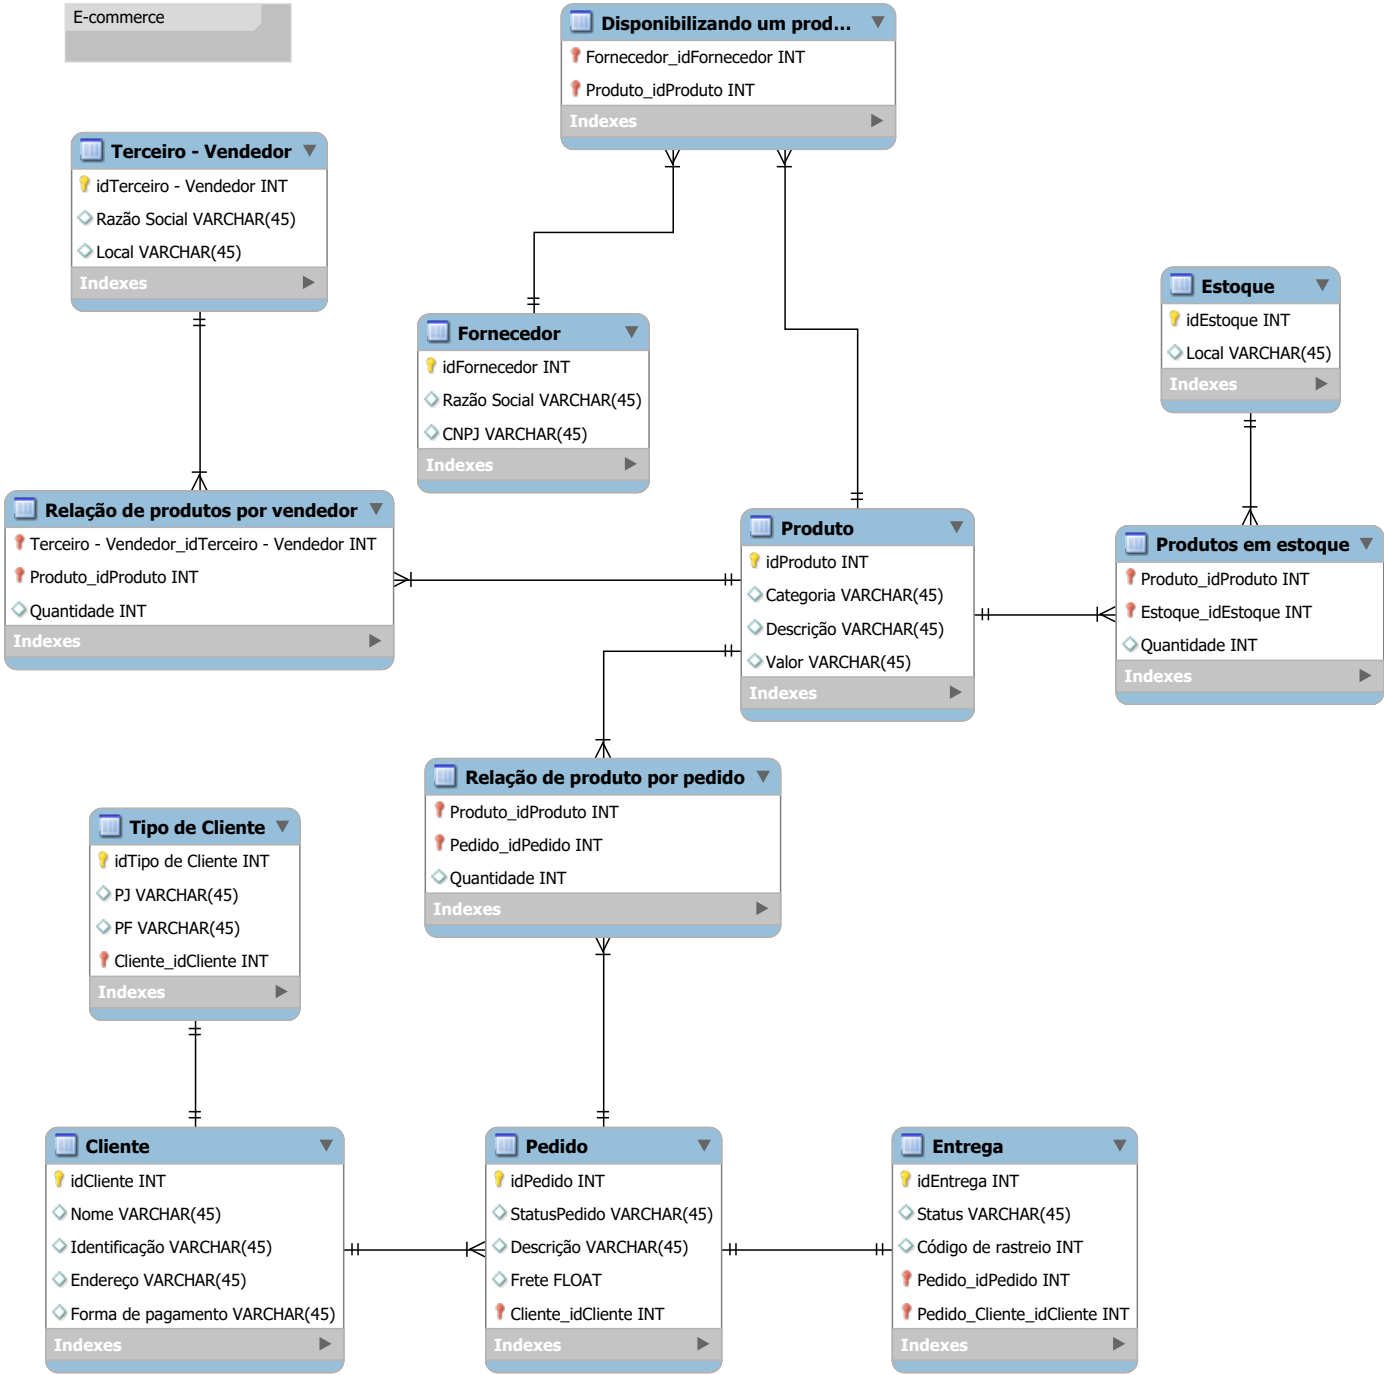 E-commerce
Disponibilizando um prod...
Fornecedor_idFornecedor INT
Produto_idProduto INT
Indexes
Terceiro - Vendedor
idTerceiro - Vendedor INT
Razão Social VARCHAR(45)
Local VARCHAR(45)
Indexes
Fornecedor
idFornecedor INT
Razão Social VARCHAR(45)
CNPJ VARCHAR(45)
Indexes
Estoque
idEstoque INT
Local VARCHAR(45)
Indexes
Relação de produtos por vendedor
Terceiro - Vendedor_idTerceiro - Vendedor INT
Produto_idProduto INT
Quantidade INT
Indexes
Produto
idProduto INT
Categoria VARCHAR(45)
Descrição VARCHAR(45)
Valor VARCHAR(45)
Indexes
Produtos em estoque
Produto_idProduto INT
Estoque_idEstoque INT
Quantidade INT
Indexes
Relação de produto por pedido
Produto_idProduto INT
Pedido_idPedido INT
Quantidade INT
Indexes
Tipo de Cliente
idTipo de Cliente INT
PJ VARCHAR(45)
PF VARCHAR(45)
Cliente_idCliente INT
Indexes
Cliente
idCliente INT
Nome VARCHAR(45)
Identificação VARCHAR(45)
Endereço VARCHAR(45)
Forma de pagamento VARCHAR(45)
Indexes
Pedido
idPedido INT
StatusPedido VARCHAR(45)
Descrição VARCHAR(45)
Frete FLOAT
Cliente_idCliente INT
Indexes
Entrega
idEntrega INT
Status VARCHAR(45)
Código de rastreio INT
Pedido_idPedido INT
Pedido_Cliente_idCliente INT
Indexes